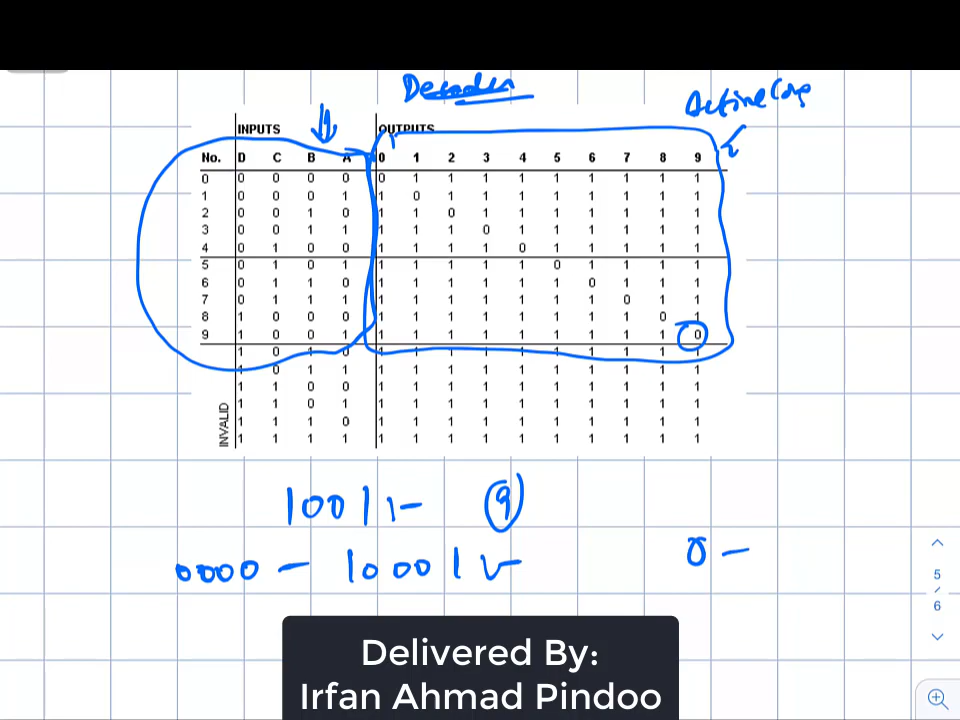 Decoder
Active Low
INPUTS OUTPUTS
No. D C B A 0 1 2 3 4 5 6 7 8 9
0 0 0 0 0 0 1 1 1 1 1 1 1 1 1
1 0 0 0 1 1 0 1 1 1 1 1 1 1 1
2 0 0 1 0 1 1 0 1 1 1 1 1 1 1
3 0 0 1 1 1 1 1 0 1 1 1 1 1 1
4 0 1 0 0 1 1 1 1 0 1 1 1 1 1
5 0 1 0 1 1 1 1 1 1 0 1 1 1 1
6 0 1 1 0 1 1 1 1 1 1 0 1 1 1
7 0 1 1 1 1 1 1 1 1 1 1 0 1 1
8 1 0 0 0 1 1 1 1 1 1 1 1 0 1
9 1 0 0 1 1 1 1 1 1 1 1 1 1 0
1 0 1 0 1 1 1 1 1 1 1 1 1 1
1 0 1 1 1 1 1 1 1 1 1 1 1 1
1 1 0 0 1 1 1 1 1 1 1 1 1 1
1 1 0 1 1 1 1 1 1 1 1 1 1 1
1 1 1 0 1 1 1 1 1 1 1 1 1 1
1 1 1 1 1 1 1 1 1 1 1 1 1 1
INVALID
1001 9
0000 – 1000 0 –
5
/
6
Delivered By:
Irfan Ahmad Pindoo